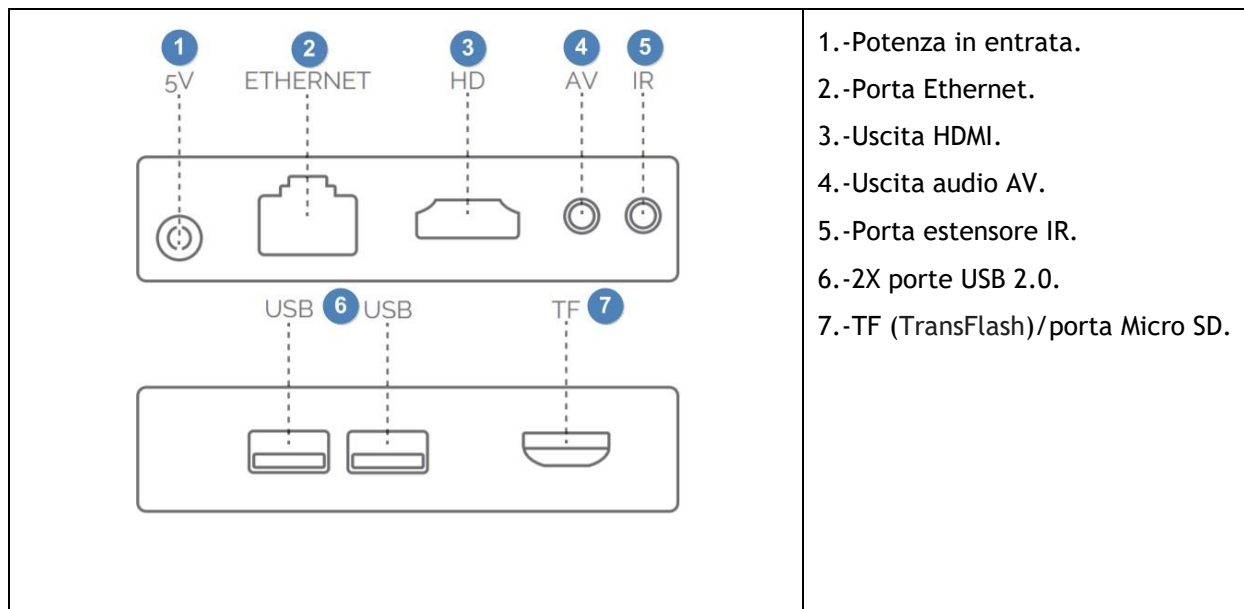 1 2 3 4 5
5V ETHERNET HD AV IR
USB 6 USB TF 7
1.-Potenza in entrata.
2.-Porta Ethernet.
3.-Uscita HDMI.
4.-Uscita audio AV.
5.-Porta estensore IR.
6.-2X porte USB 2.0.
7.-TF (TransFlash)/porta Micro SD.